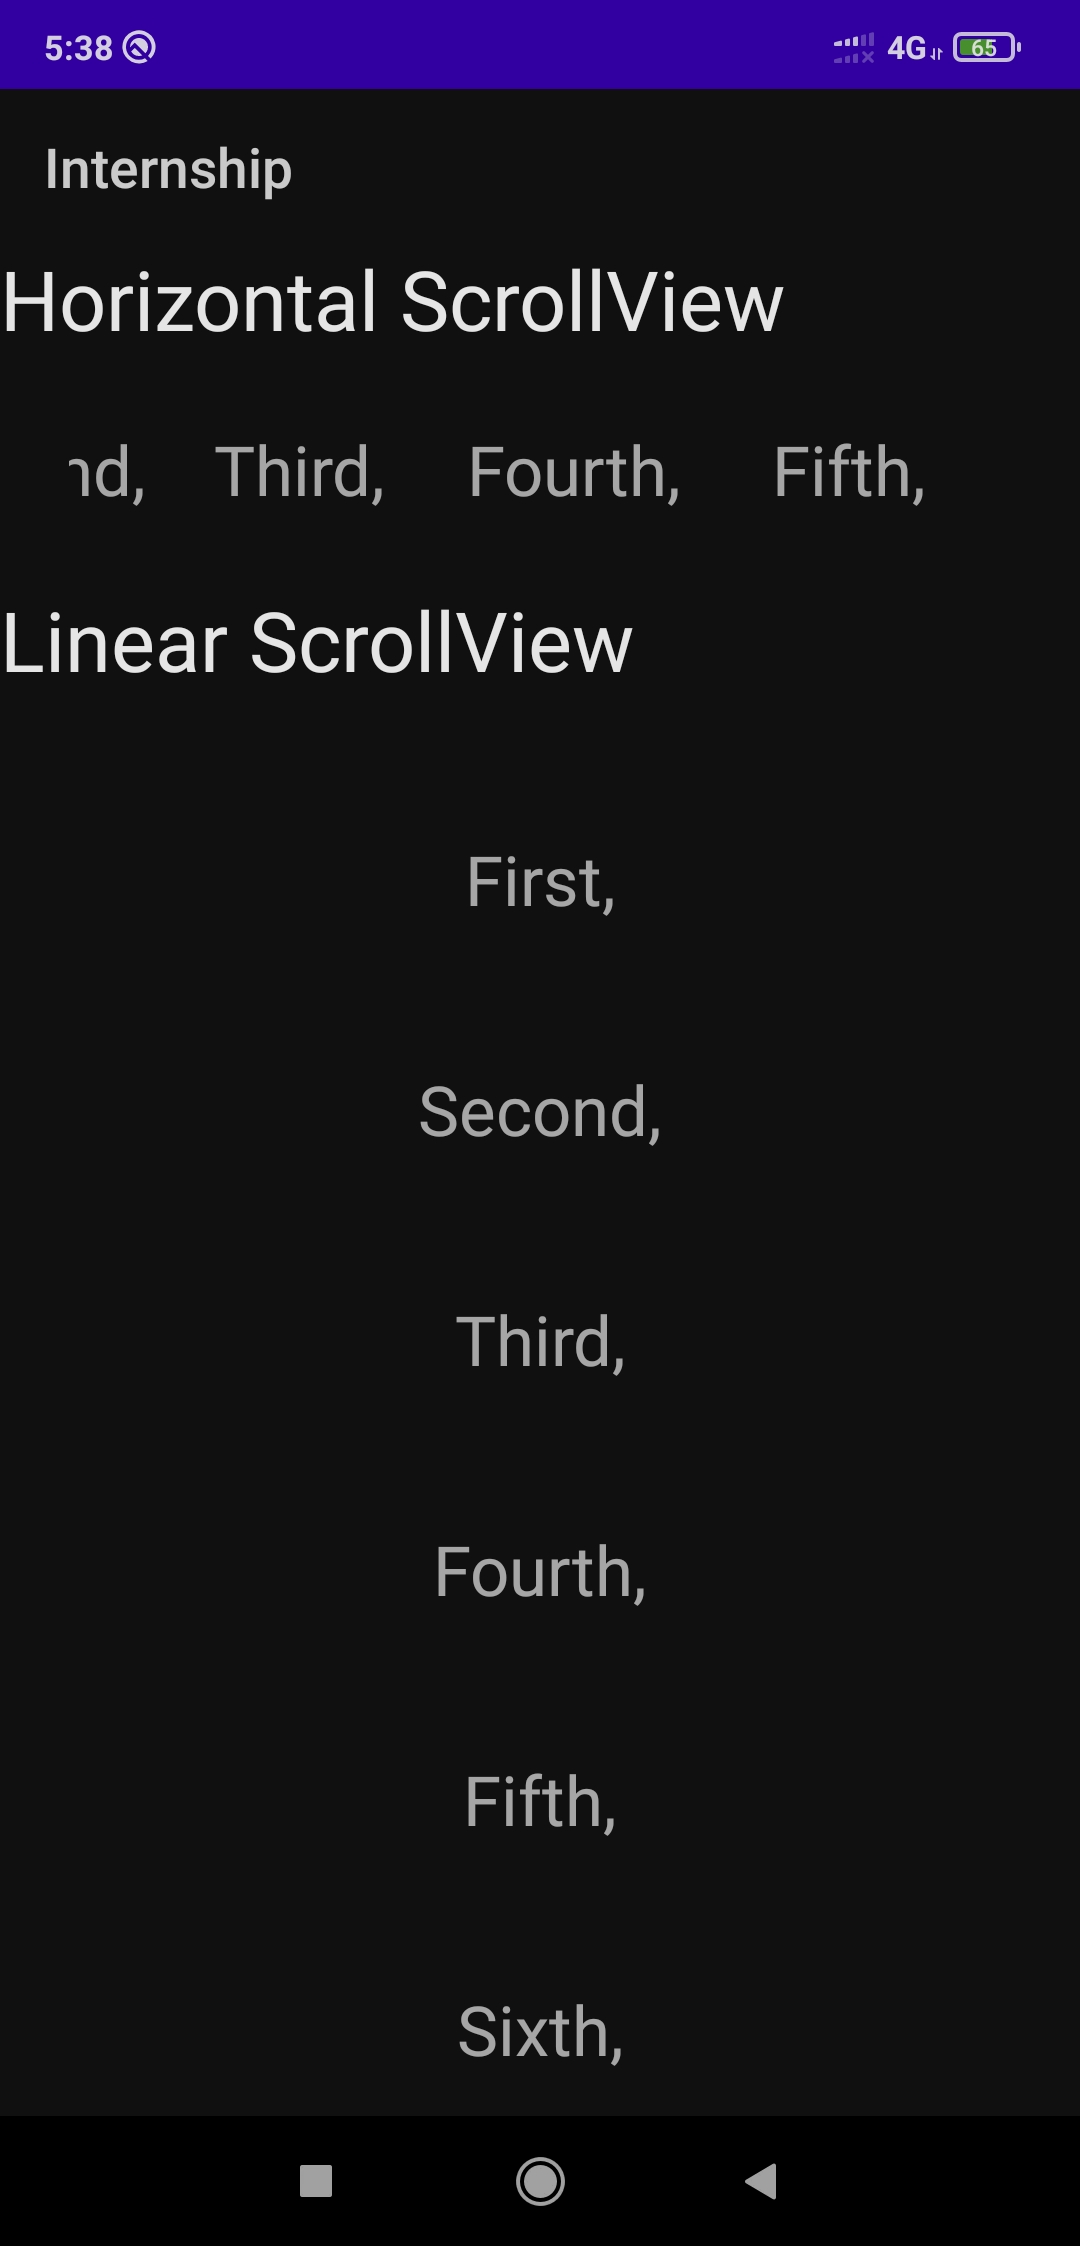 5:38 4G 65
Internship
Horizontal ScrollView
nd, Third, Fourth, Fifth,
Linear ScrollView
First,
Second,
Third,
Fourth,
Fifth,
Sixth,